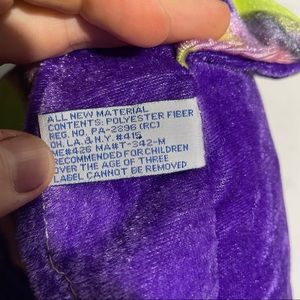 ALL NEW MATERIAL
CONTENTS: POLYESTER FIBER
REG. NO. PA-2896 (RC)
OH. LA. & N.Y. #415
ME#426 MA#T-342-M
RECOMMENDED FOR CHILDREN
OVER THE AGE OF THREE
LABEL CANNOT BE REMOVED